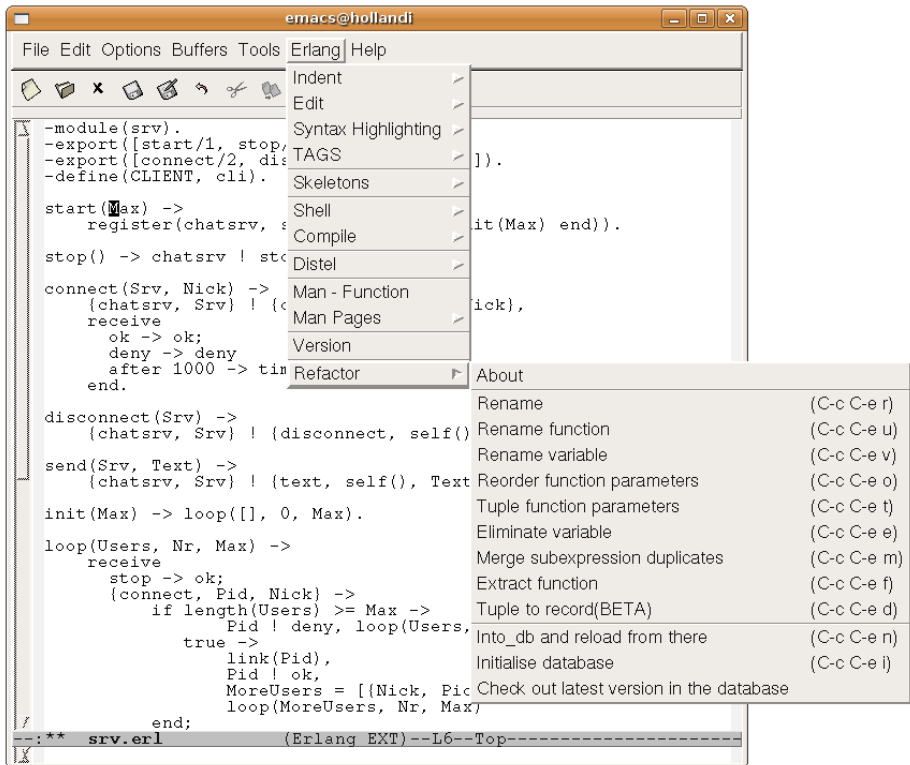 emacs@hollandi
File Edit Options Buffers Tools Erlang Help
Indent
Edit
Syntax Highlighting
TAGS
Skeletons
Shell
Compile
Distel
Man - Function
Man Pages
Version
Refactor
About
Rename (C-c C-e r)
Rename function (C-c C-e u)
Rename variable (C-c C-e v)
Reorder function parameters (C-c C-e o)
Tuple function parameters (C-c C-e t)
Eliminate variable (C-c C-e e)
Merge subexpression duplicates (C-c C-e m)
Extract function (C-c C-e f)
Tuple to record(BETA) (C-c C-e d)
Into_db and reload from there (C-c C-e n)
Initialise database (C-c C-e i)
Check out latest version in the database
-module(srv).
-export([start/1, stop/
-export([connect/2, dis ]).
-define(CLIENT, cli).
start(Max) ->
register(chatsrv, s it(Max) end)).
stop() -> chatsrv ! sto
connect(Srv, Nick) ->
{chatsrv, Srv} ! {c ick},
receive
ok -> ok;
deny -> deny
after 1000 -> tim
end.
disconnect(Srv) ->
{chatsrv, Srv} ! {disconnect, self()
send(Srv, Text) ->
{chatsrv, Srv} ! {text, self(), Text
init(Max) -> loop([], 0, Max).
loop(Users, Nr, Max) ->
receive
stop -> ok;
{connect, Pid, Nick} ->
if length(Users) >= Max ->
Pid ! deny, loop(Users,
true ->
link(Pid),
Pid ! ok,
MoreUsers = [{Nick, Pid
loop(MoreUsers, Nr, Max)
end;
--:** srv.erl (Erlang EXT)--L6--Top----------------------